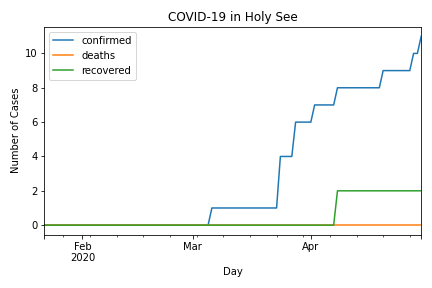 COVID-19 in Holy See
confirmed
deaths
recovered
Number of Cases
10
8
6
4
2
0
Feb
2020
Mar
Apr
Day